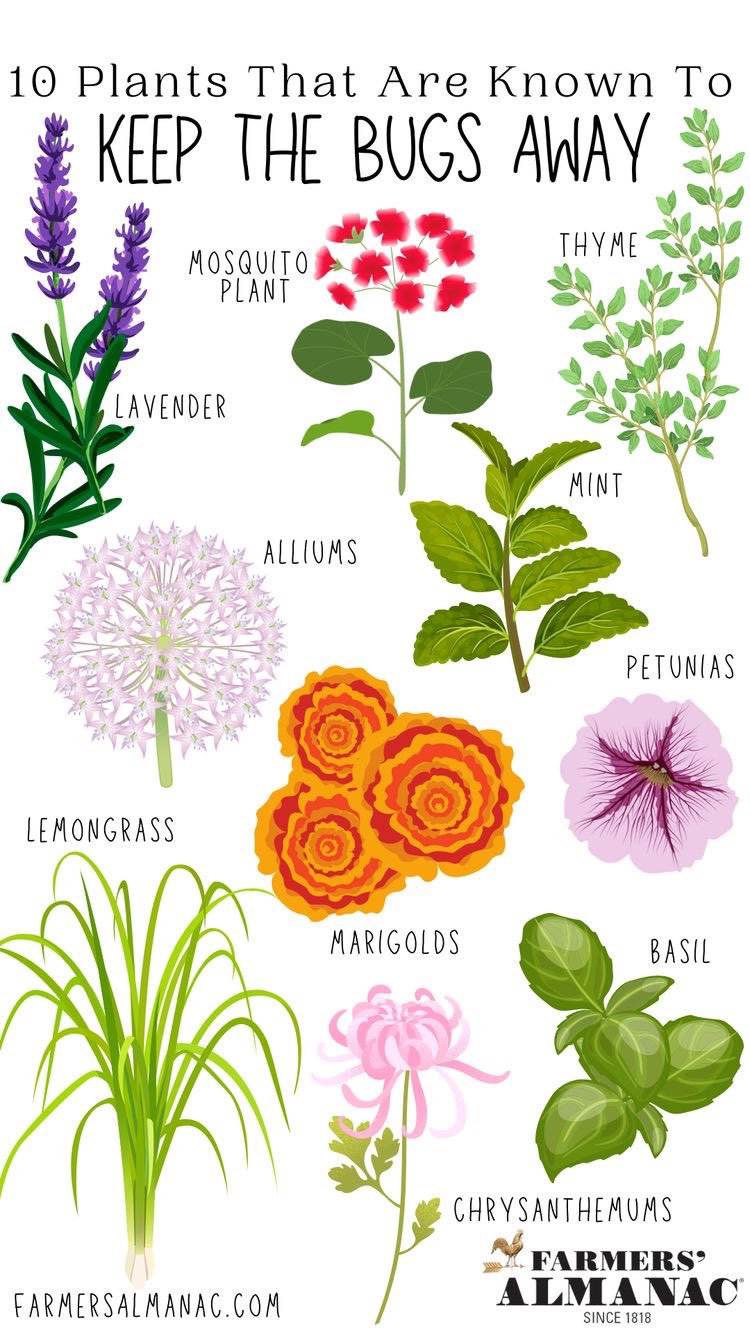 10 Plants That Are Known To
KEEP THE BUGS AWAY
MOSQUITO
PLANT
THYME
LAVENDER
MINT
ALLIUMS
PETUNIAS
LEMONGRASS
MARIGOLDS
BASIL
CHRYSANTHEMUMS
FARMERS'
ALMANAC®
SINCE 1818
FARMERSALMANAC.COM